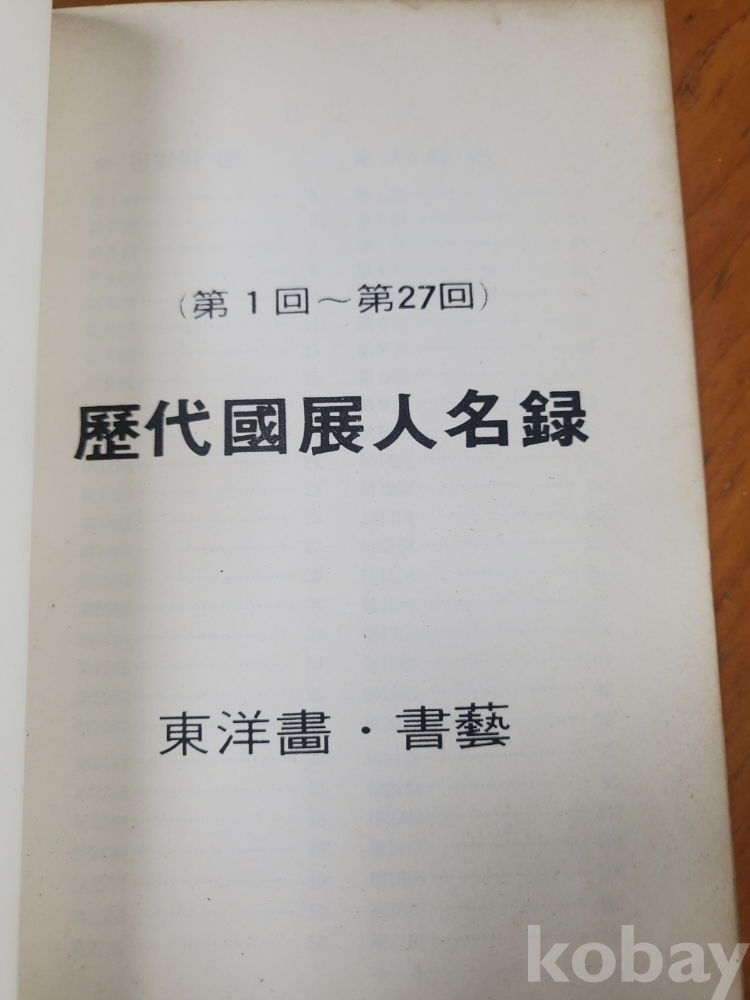 (第 1 回～第27回)
歷代國展人名録
東洋畵・書藝
kobay